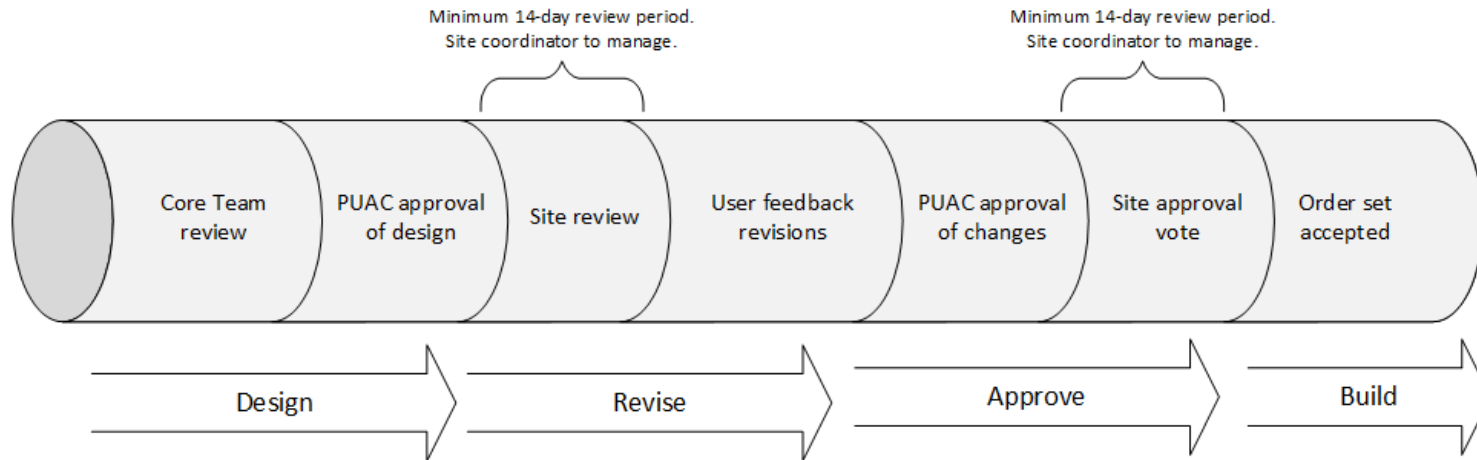 Minimum 14-day review period.
Site coordinator to manage.
Minimum 14-day review period.
Site coordinator to manage.
Core Team
review
PUAC approval
of design
Site review
User feedback
revisions
PUAC approval
of changes
Site approval
vote
Order set
accepted
Design
Revise
Approve
Build